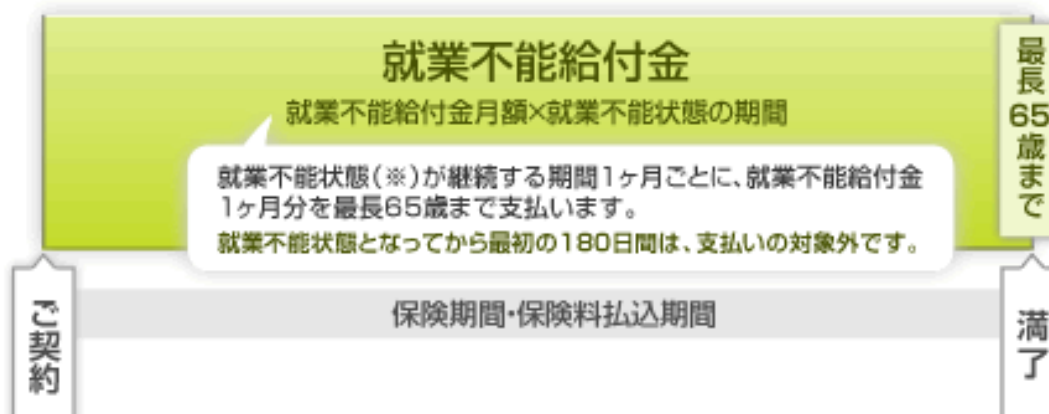 就業不能給付金
就業不能給付金月額×就業不能状態の期間
就業不能状態(※)が継続する期間1ヶ月ごとに、就業不能給付金
1ヶ月分を最長65歳まで支払います。
就業不能状態となってから最初の180日間は、支払いの対象外です。
最長65歳まで
ご契約
保険期間・保険料払込期間
満了